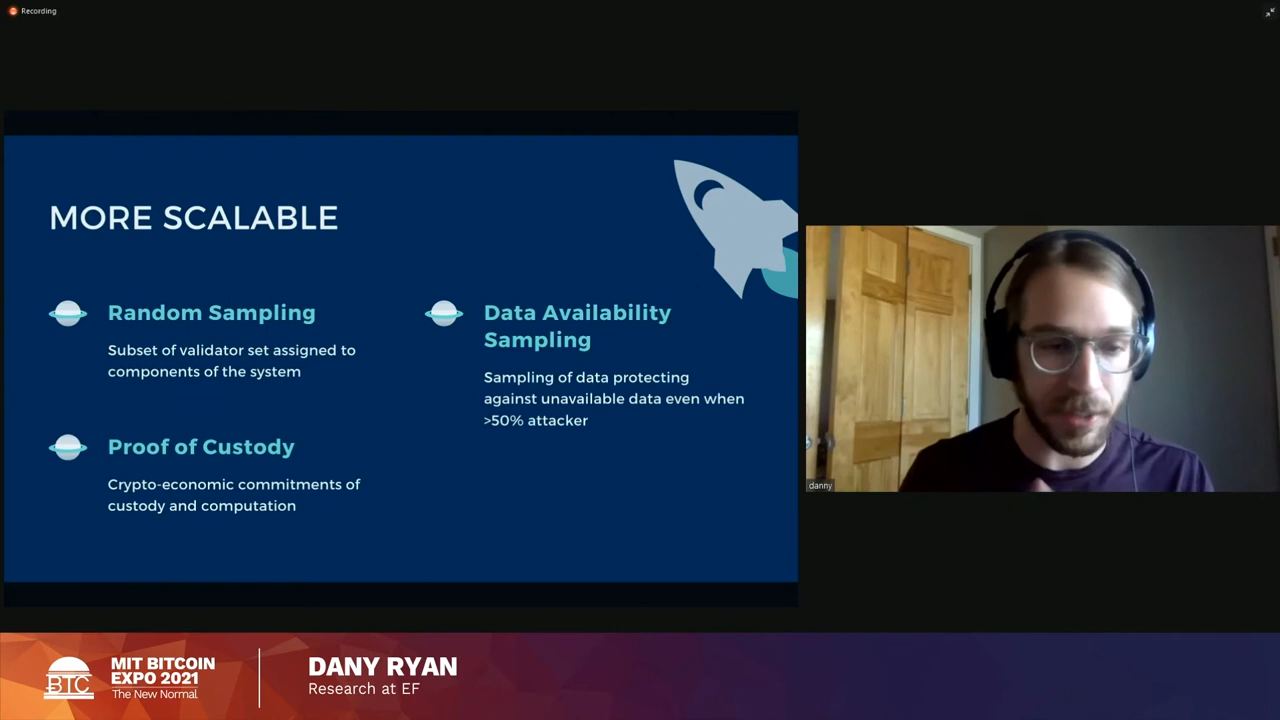 Recording
MORE SCALABLE
Random Sampling
Subset of validator set assigned to
components of the system
Proof of Custody
Crypto-economic commitments of
custody and computation
Data Availability
Sampling
Sampling of data protecting
against unavailable data even when
>50% attacker
danny
BTC
MIT BITCOIN
EXPO 2021
The New Normal
DANY RYAN
Research at EF